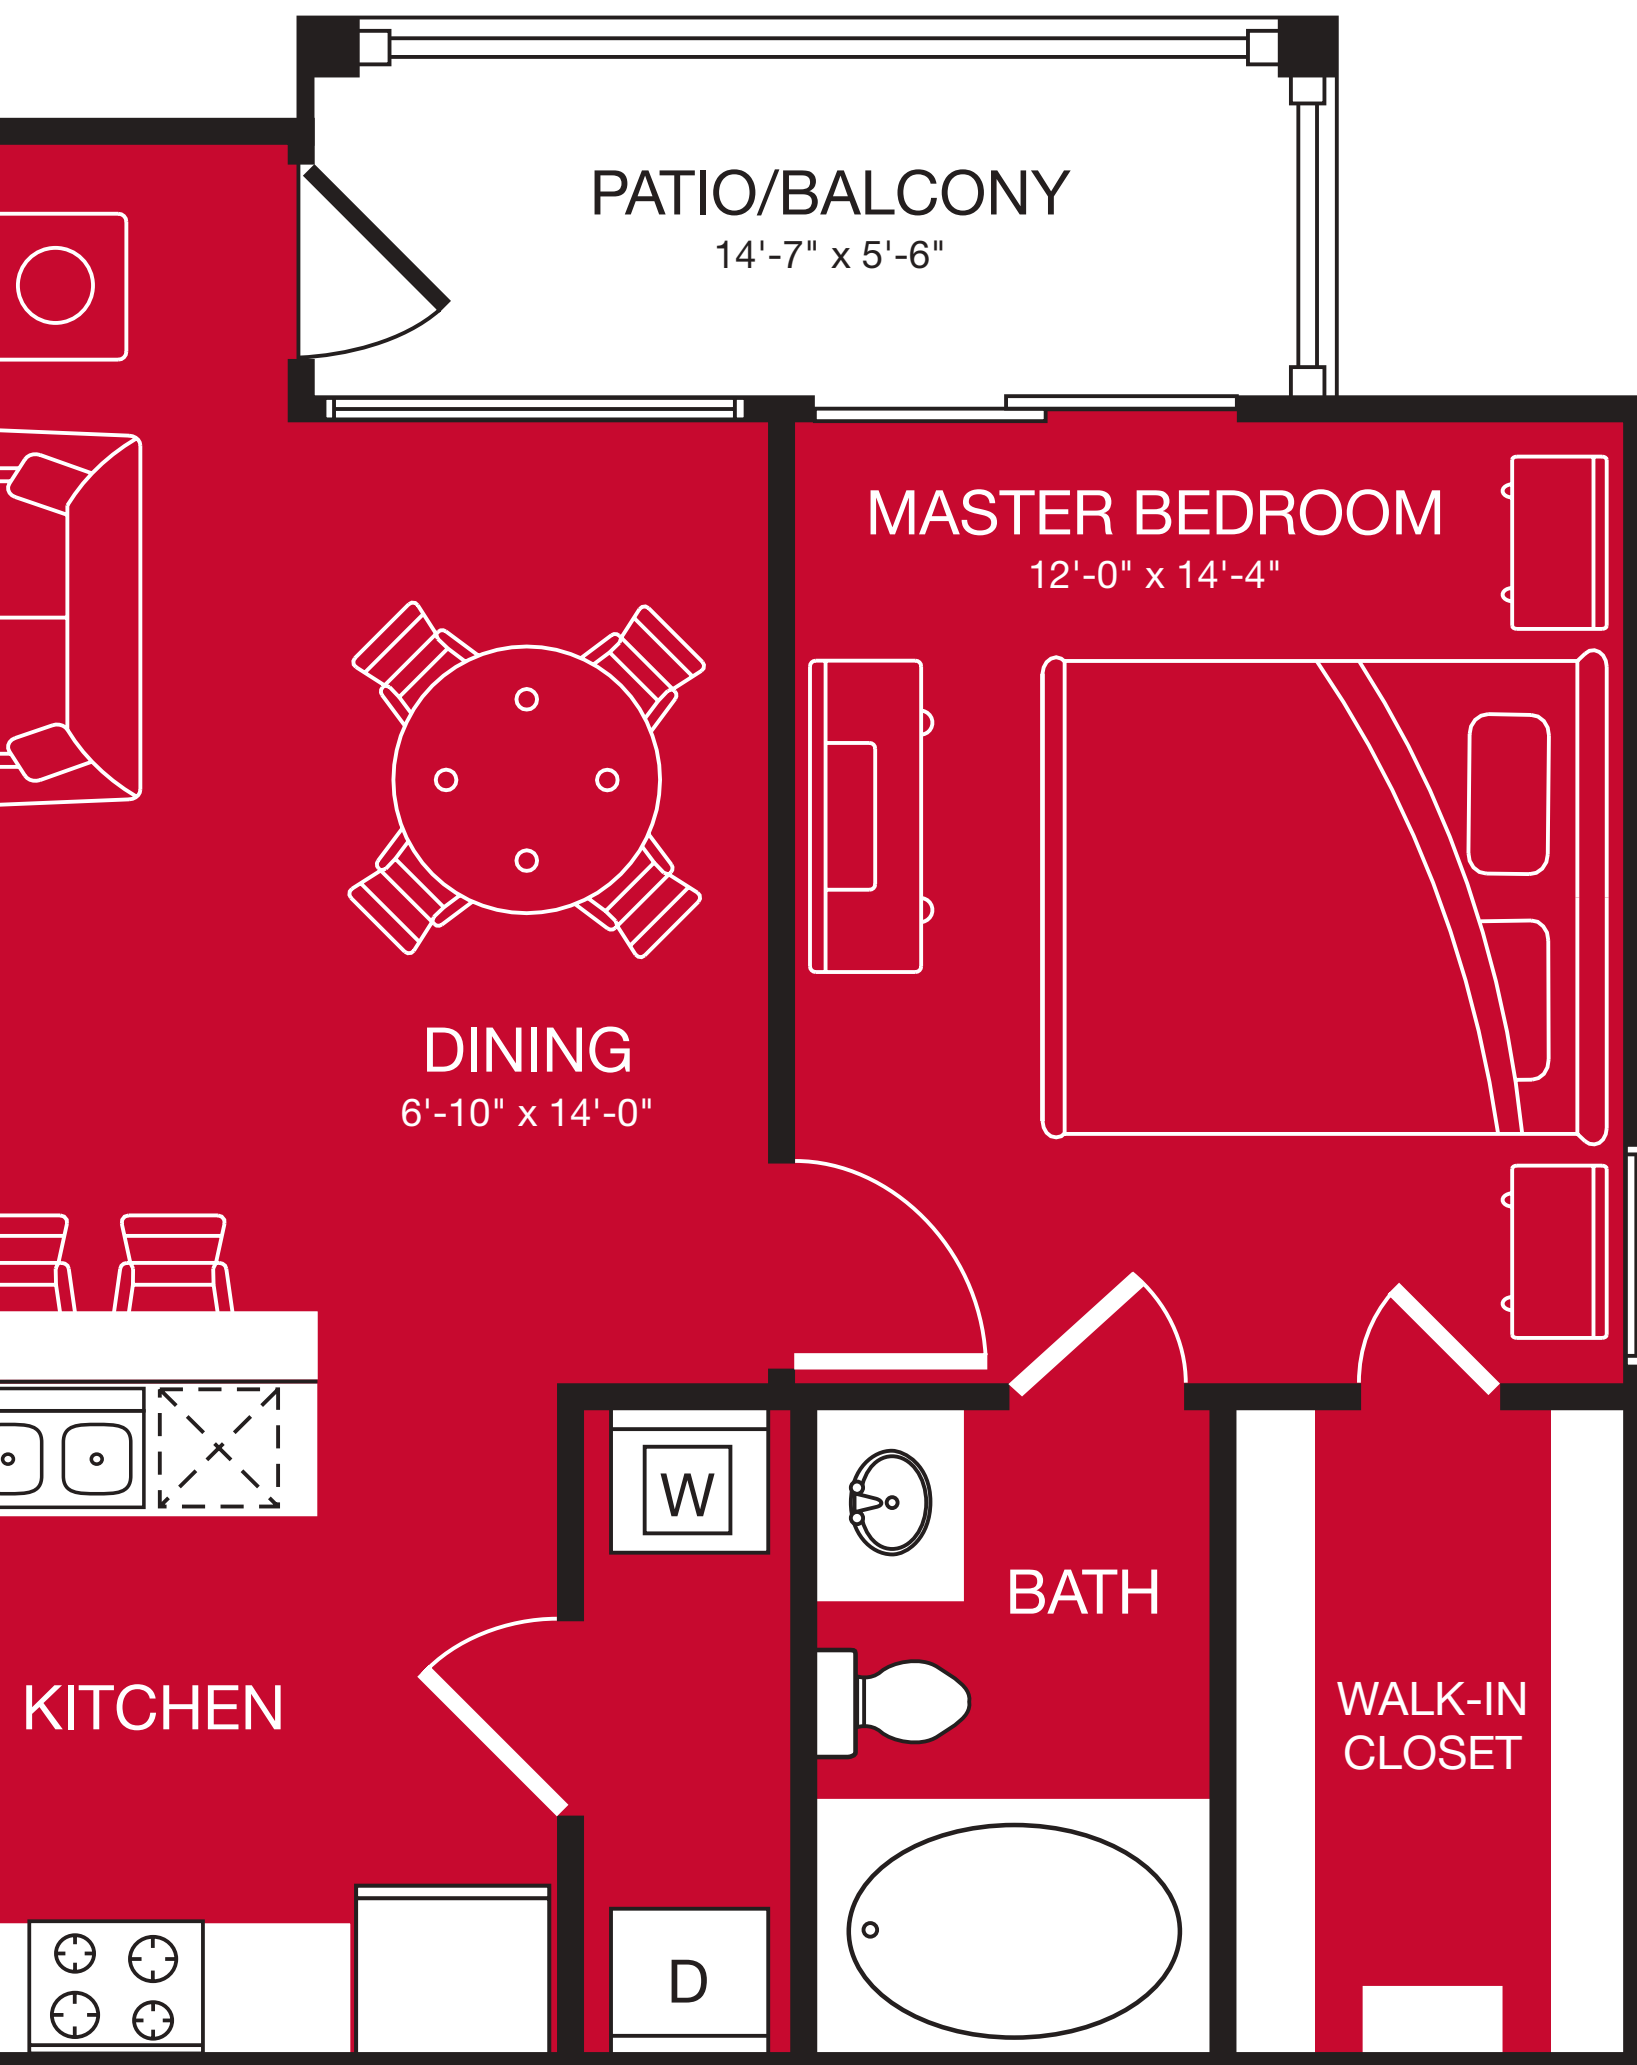 PATIO/BALCONY
14'-7" x 5'-6"
MASTER BEDROOM
12'-0" x 14'-4"
DINING
6'-10" x 14'-0"
W
BATH
KITCHEN
WALK-IN
CLOSET
D